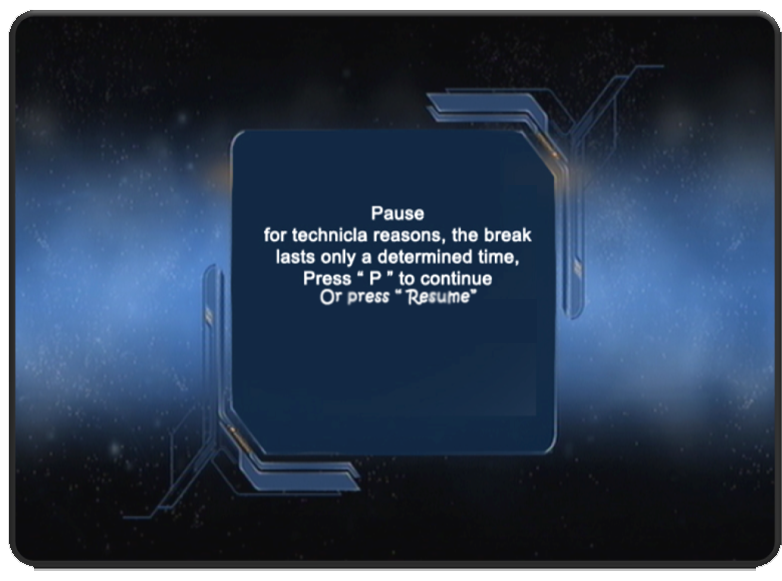 Pause
for technicla reasons, the break
lasts only a determined time,
Press “ P ” to continue
Or press “ Resume”